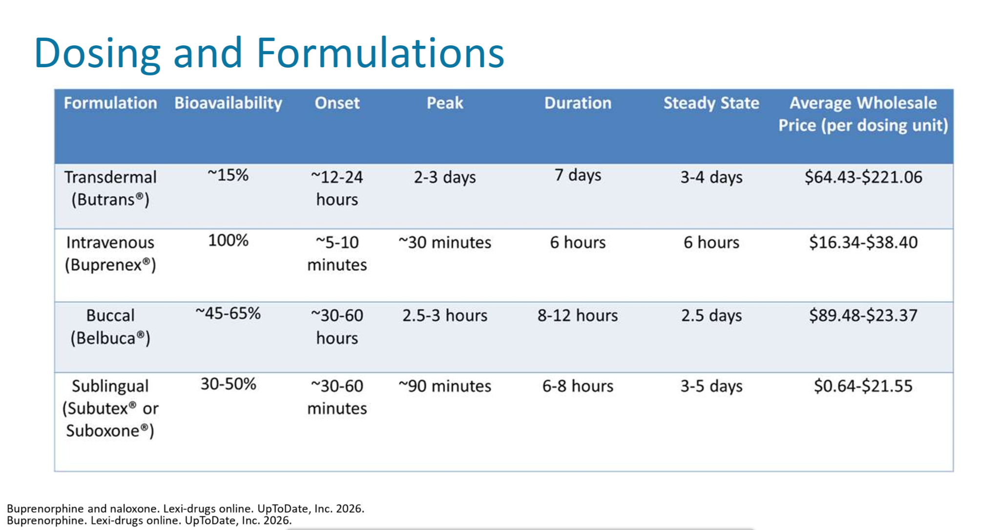 Dosing and Formulations
Formulation Bioavailability Onset Peak Duration Steady State Average Wholesale
Price (per dosing unit)
Transdermal ~15% ~12-24 2-3 days 7 days 3-4 days $64.43-$221.06
(Butrans®) hours
Intravenous 100% ~5-10 ~30 minutes 6 hours 6 hours $16.34-$38.40
(Buprenex®) minutes
Buccal ~45-65% ~30-60 2.5-3 hours 8-12 hours 2.5 days $89.48-$23.37
(Belbuca®) hours
Sublingual 30-50% ~30-60 ~90 minutes 6-8 hours 3-5 days $0.64-$21.55
(Subutex® or minutes
Suboxone®)
Buprenorphine and naloxone. Lexi-drugs online. UpToDate, Inc. 2026.
Buprenorphine. Lexi-drugs online. UpToDate, Inc. 2026.